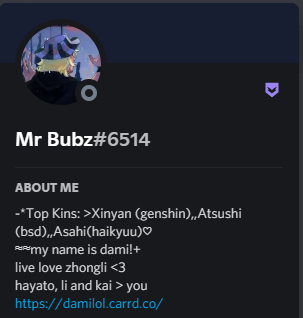 Mr Bubz#6514
ABOUT ME
-*Top Kins: >Xinyan (genshin),,Atsushi
(bsd),,Asahi(haikyuu)♡
≈≈my name is dami!+
live love zhongli <3
hayato, li and kai > you
https://damilol.carrd.co/